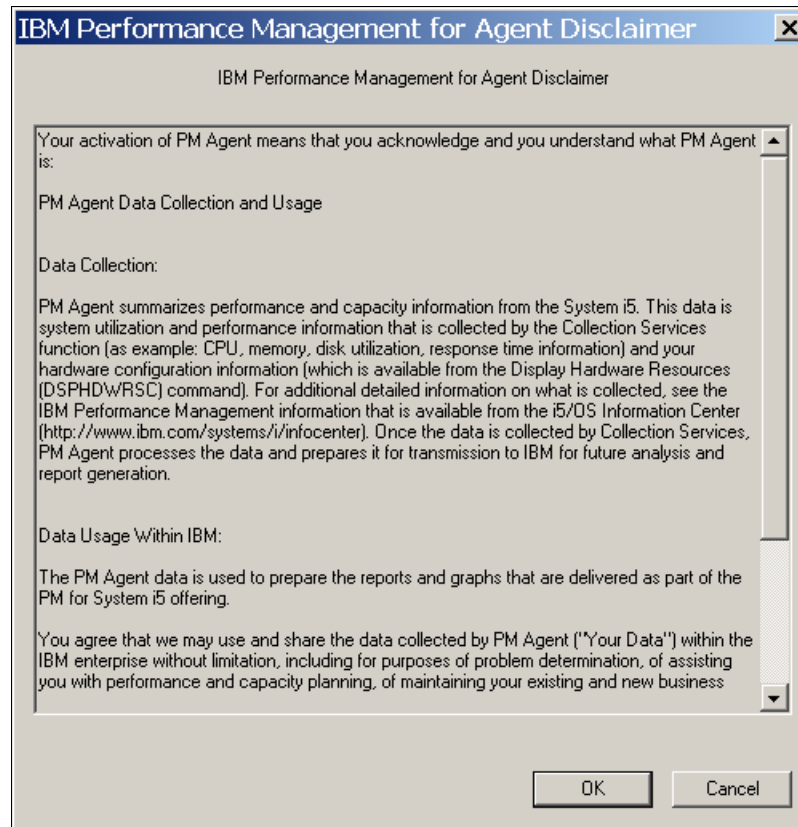 IBM Performance Management for Agent Disclaimer
IBM Performance Management for Agent Disclaimer
Your activation of PM Agent means that you acknowledge and you understand what PM Agent
is:
PM Agent Data Collection and Usage
Data Collection:
PM Agent summarizes performance and capacity information from the System i5. This data is
system utilization and performance information that is collected by the Collection Services
function (as example: CPU, memory, disk utilization, response time information) and your
hardware configuration information (which is available from the Display Hardware Resources
(DSPHDWRSC) command). For additional detailed information on what is collected, see the
IBM Performance Management information that is available from the i5/OS Information Center
(http://www.ibm.com/systems/i/infocenter). Once the data is collected by Collection Services,
PM Agent processes the data and prepares it for transmission to IBM for future analysis and
report generation.
Data Usage Within IBM:
The PM Agent data is used to prepare the reports and graphs that are delivered as part of the
PM for System i5 offering.
You agree that we may use and share the data collected by PM Agent ("Your Data") within the
IBM enterprise without limitation, including for purposes of problem determination, of assisting
you with performance and capacity planning, of maintaining your existing and new business
OK
Cancel